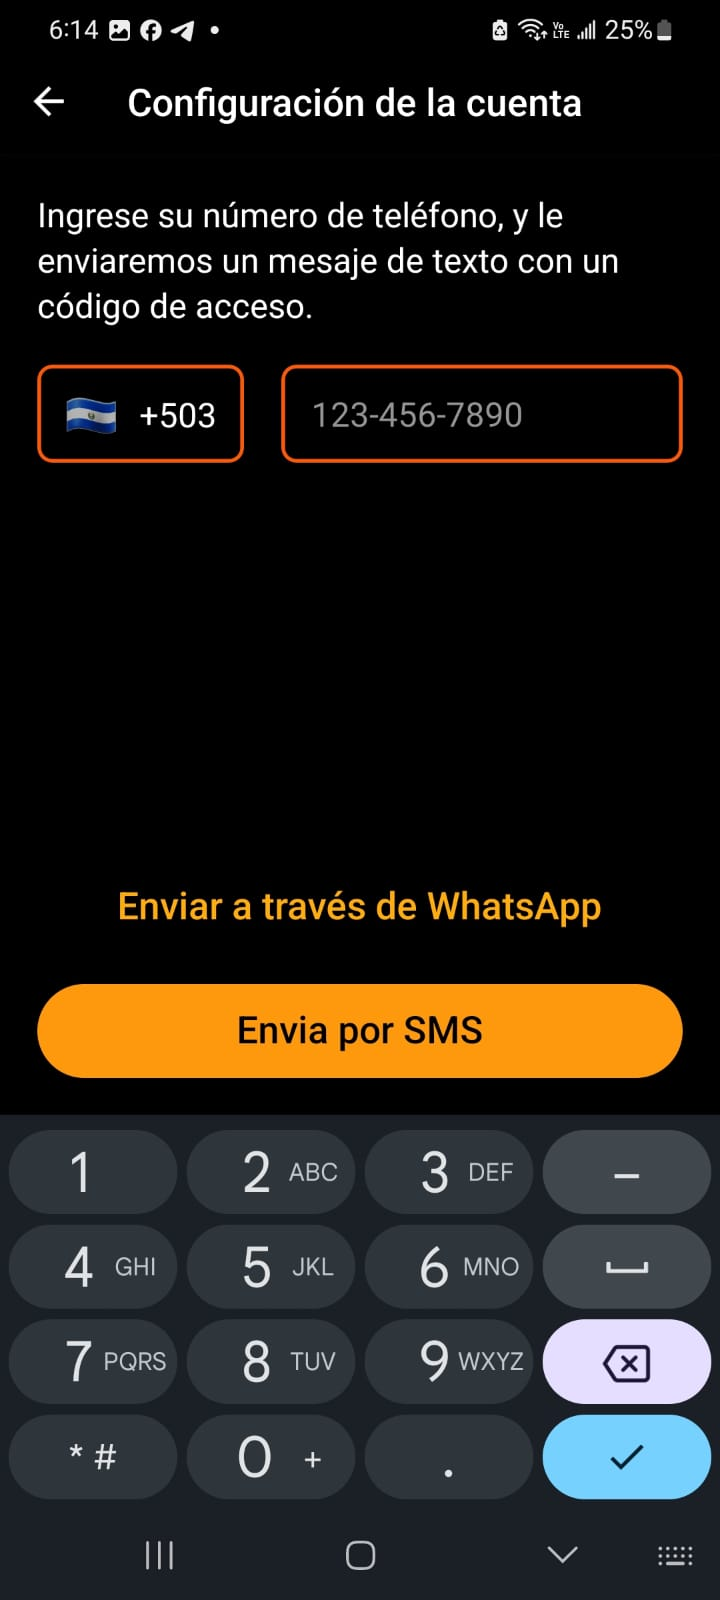 6:14 25%
Vo LTE
Configuración de la cuenta
Ingrese su número de teléfono, y le
enviaremos un mesaje de texto con un
código de acceso.
+503 123-456-7890
Enviar a través de WhatsApp
Envia por SMS
1 2 ABC 3 DEF –
4 GHI 5 JKL 6 MNO
7 PQRS 8 TUV 9 WXYZ
* # 0 + .